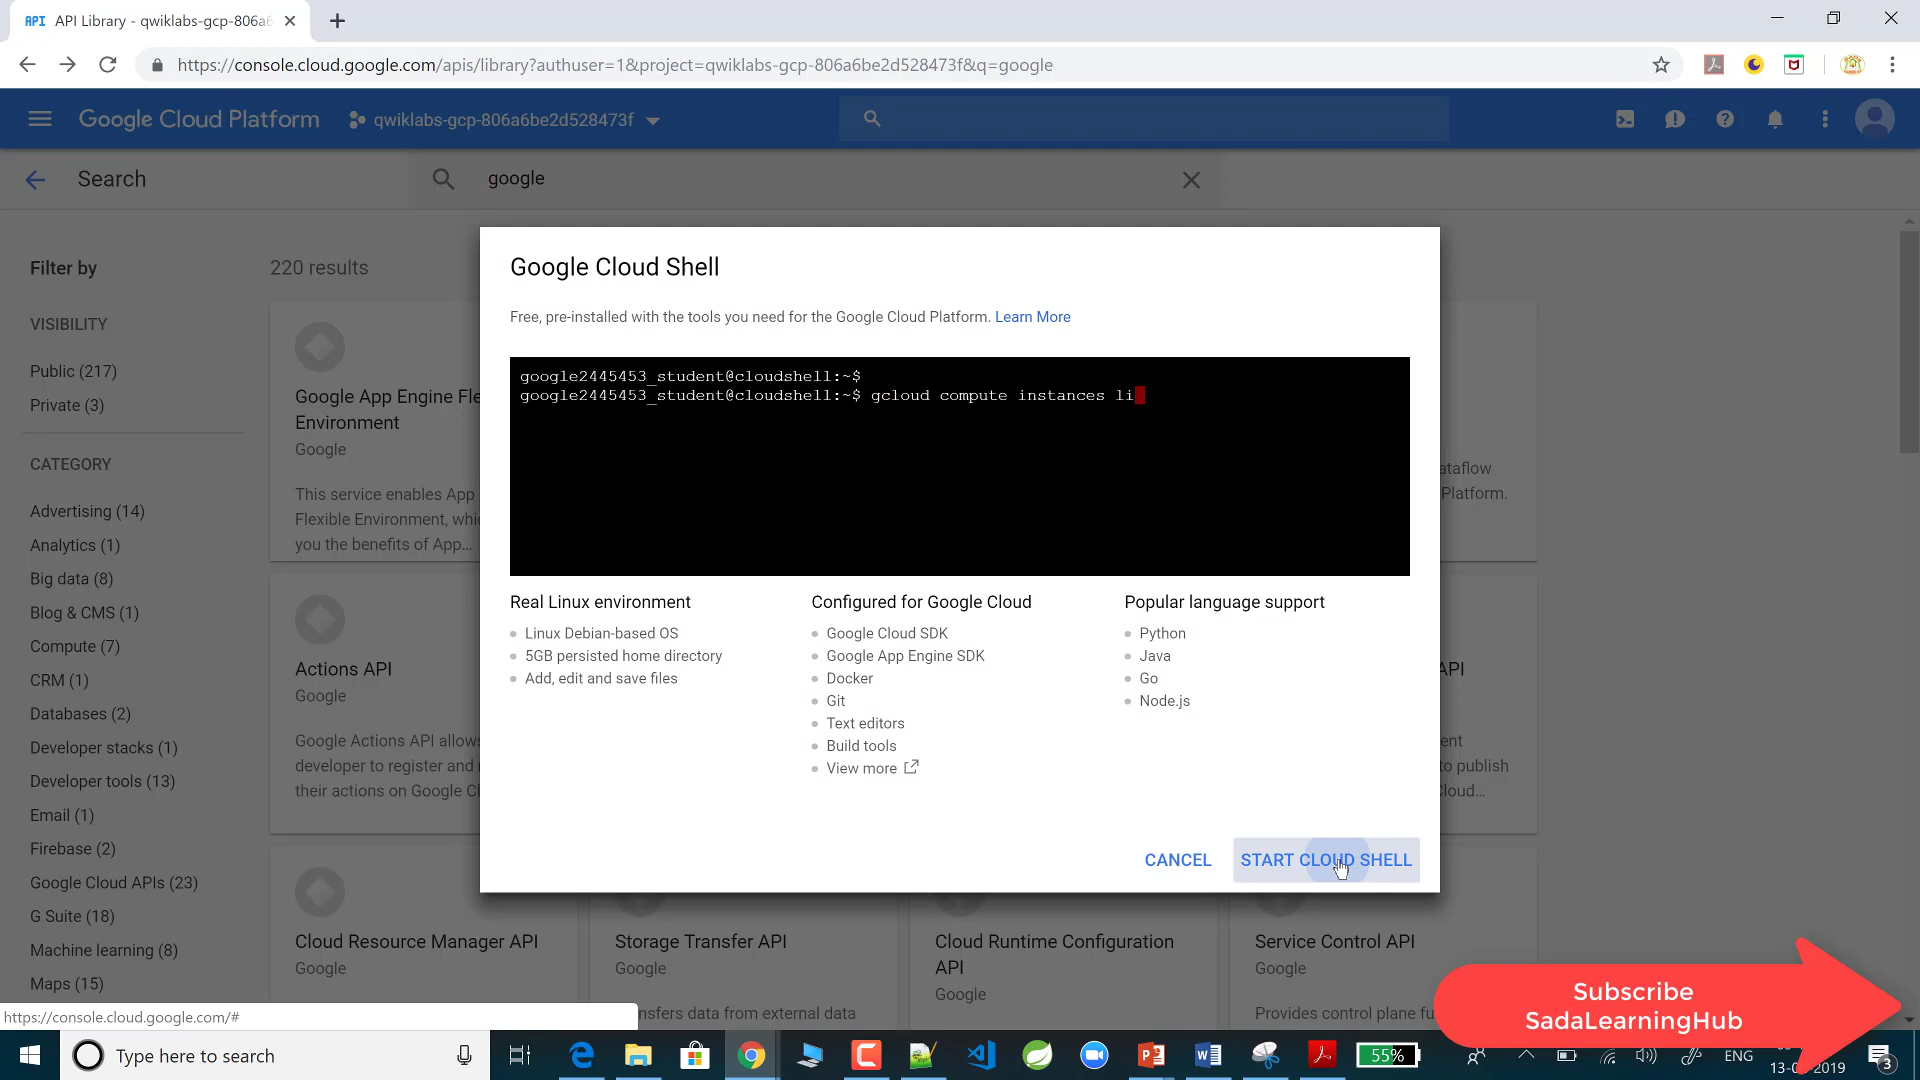 API API Library - qwiklabs-gcp-806a6
https://console.cloud.google.com/apis/library?authuser=1&project=qwiklabs-gcp-806a6be2d528473f&q=google
Google Cloud Platform qwiklabs-gcp-806a6be2d528473f
Search google
Filter by
220 results
VISIBILITY
Public (217)
Private (3)
CATEGORY
Advertising (14)
Analytics (1)
Big data (8)
Blog & CMS (1)
Compute (7)
CRM (1)
Databases (2)
Developer stacks (1)
Developer tools (13)
Email (1)
Firebase (2)
Google Cloud APIs (23)
G Suite (18)
Machine learning (8)
Maps (15)
Google App Engine Fle
Environment
Google
This service enables App
Flexible Environment, whi
you the benefits of App...
Actions API
Google
Google Actions API allow
developer to register and
their actions on Google Cl
Google Cloud Shell
Free, pre-installed with the tools you need for the Google Cloud Platform. Learn More
google2445453_student@cloudshell:~$
google2445453_student@cloudshell:~$ gcloud compute instances li
Real Linux environment
Linux Debian-based OS
5GB persisted home directory
Add, edit and save files
Configured for Google Cloud
Google Cloud SDK
Google App Engine SDK
Docker
Git
Text editors
Build tools
View more
Popular language support
Python
Java
Go
Node.js
CANCEL START CLOUD SHELL
ataflow
Platform.
API
ent
to publish
Cloud...
Cloud Resource Manager API
Google
Storage Transfer API
Google
nsfers data from external data
Cloud Runtime Configuration
API
Google
Service Control API
Google
Provides control plane fu
Subscribe
SadaLearningHub
https://console.cloud.google.com/#
Type here to search
55%
ENG
2019
3